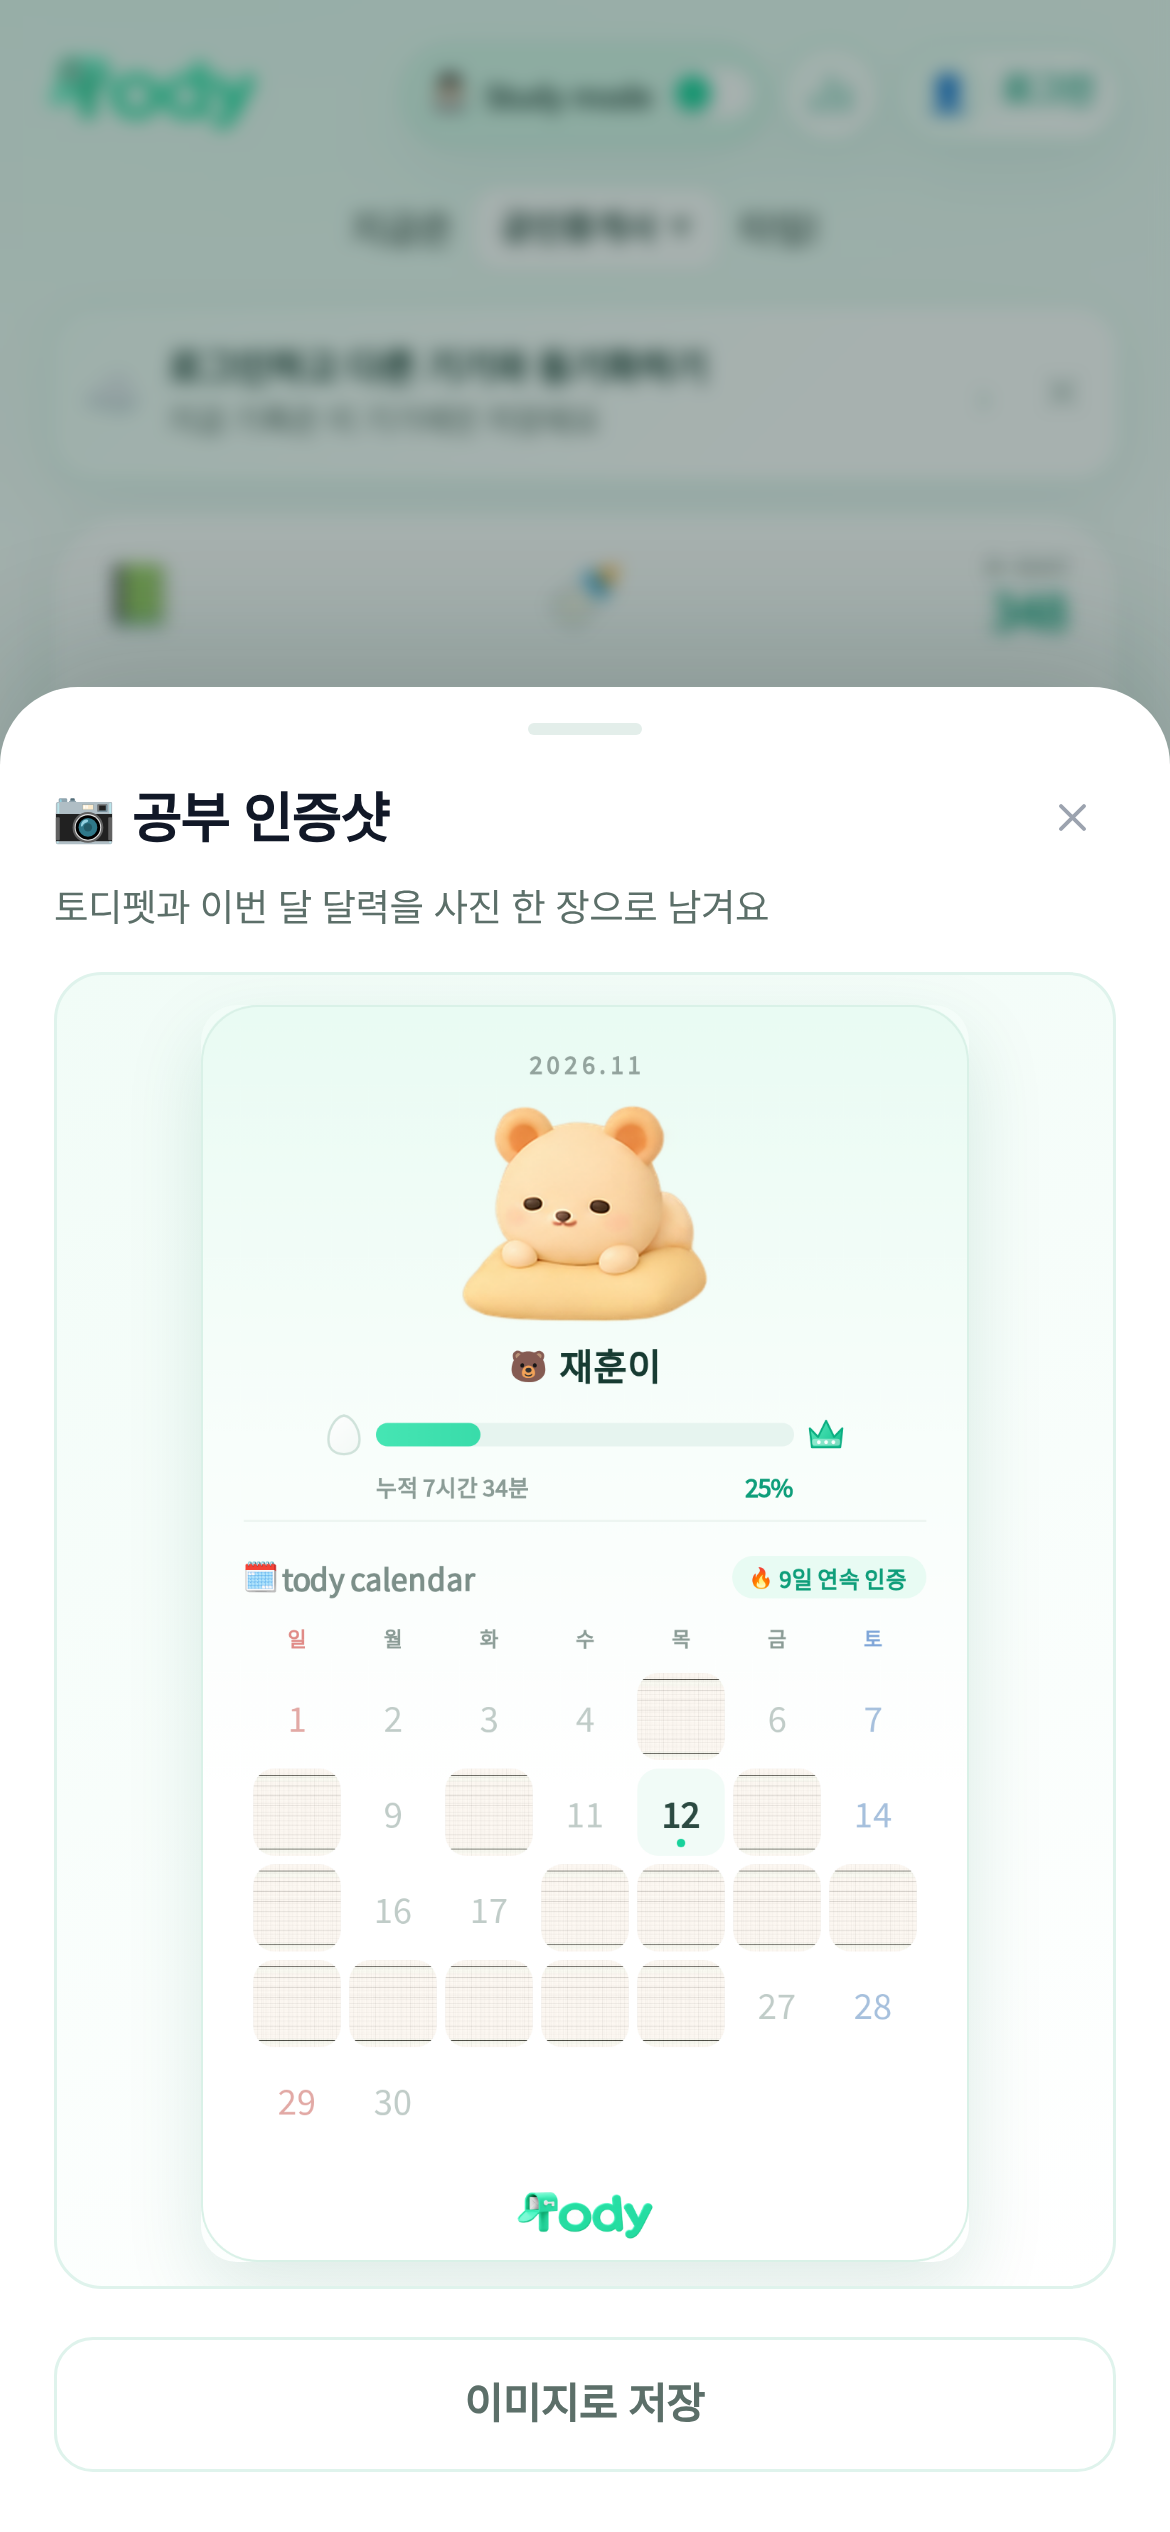 공부 인증샷
토디펫과 이번 달 달력을 사진 한 장으로 남겨요
2026.11
재훈이
누적 7시간 34분 25%
tody calendar 9일 연속 인증
일 월 화 수 목 금 토
1 2 3 4 6 7
9 11 12 14
16 17
27 28
29 30
Tody
이미지로 저장